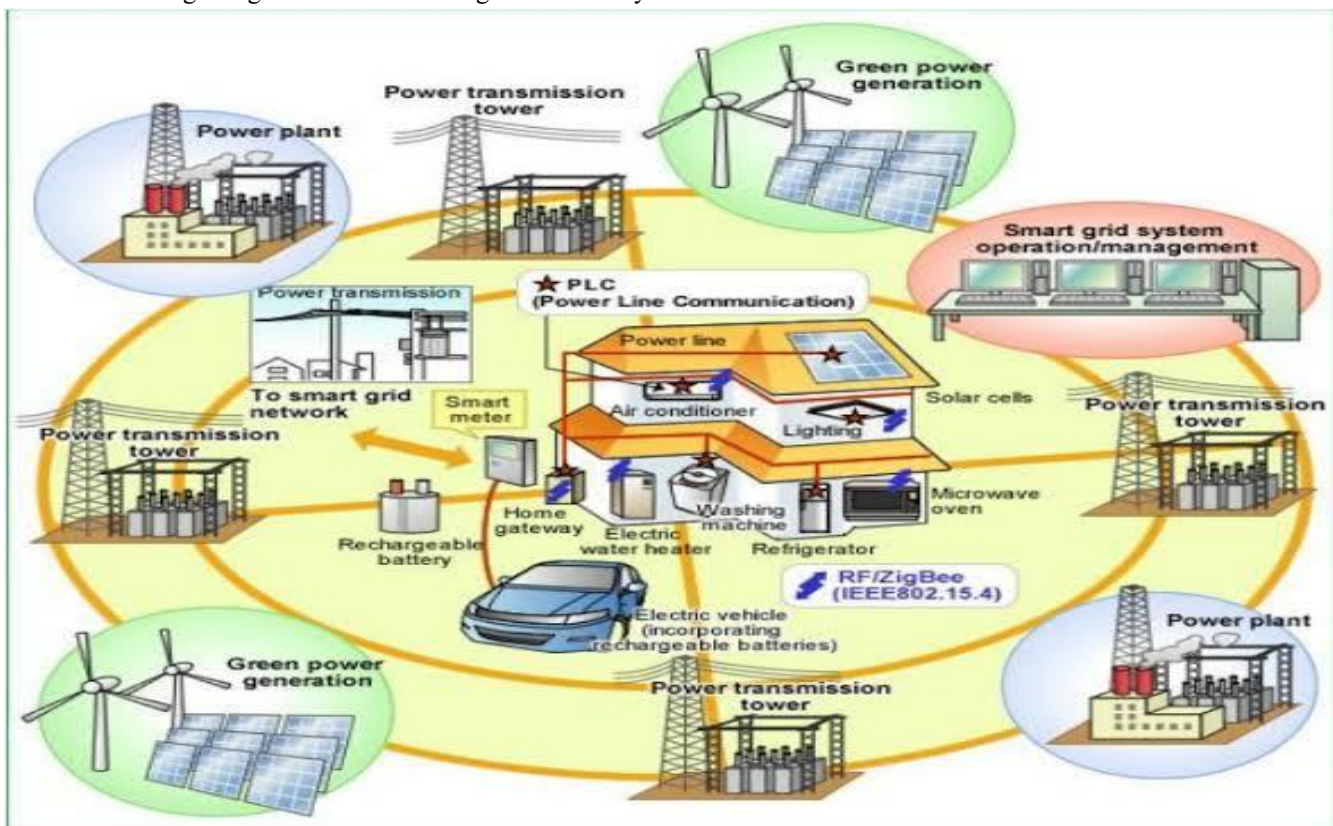 Power transmission
tower
Green power
generation
Power plant
Smart grid system
operation/management
Power transmission
PLC
(Power Line Communication)
Power line
To smart grid
network
Smart
meter
Air conditioner
Solar cells
Lighting
Power transmission
tower
Power transmission
tower
Home
gateway
Washing
machine
Microwave
oven
Rechargeable
battery
Electric
water heater
Refrigerator
RF/ZigBee
(IEEE802.15.4)
Electric vehicle
(incorporating
rechargeable batteries)
Power plant
Green power
generation
Power transmission
tower